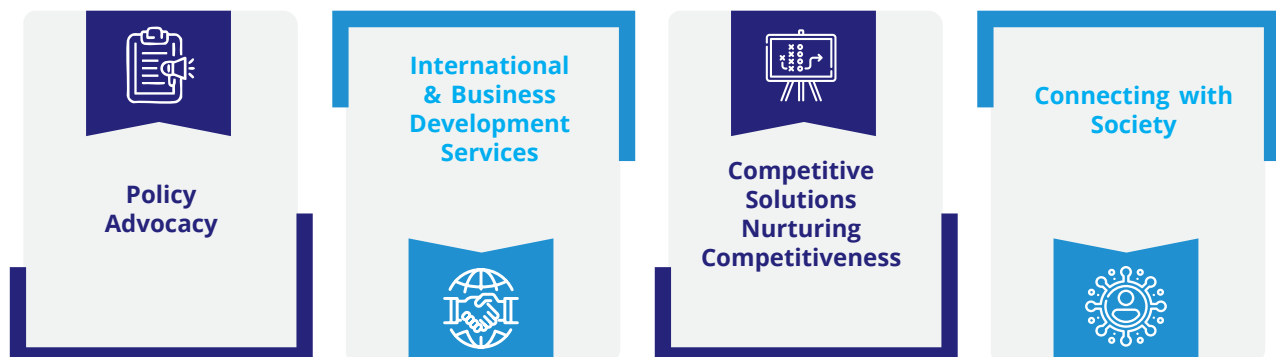 Policy
Advocacy
International
& Business
Development
Services
Competitive
Solutions
Nurturing
Competitiveness
Connecting with
Society